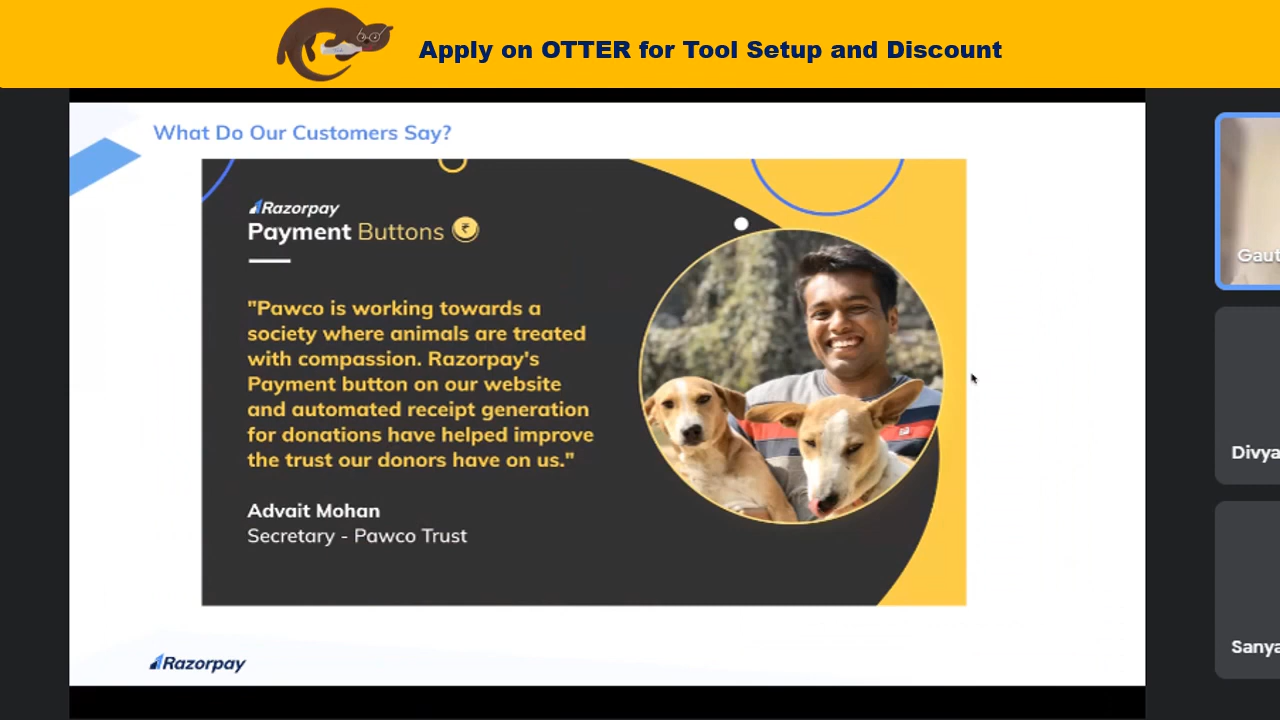 Apply on OTTER for Tool Setup and Discount
What Do Our Customers Say?
Razorpay
Payment Buttons ₹
"Pawco is working towards a
society where animals are treated
with compassion. Razorpay's
Payment button on our website
and automated receipt generation
for donations have helped improve
the trust our donors have on us."
Advait Mohan
Secretary - Pawco Trust
Razorpay
Gaut
Divya
Sanya